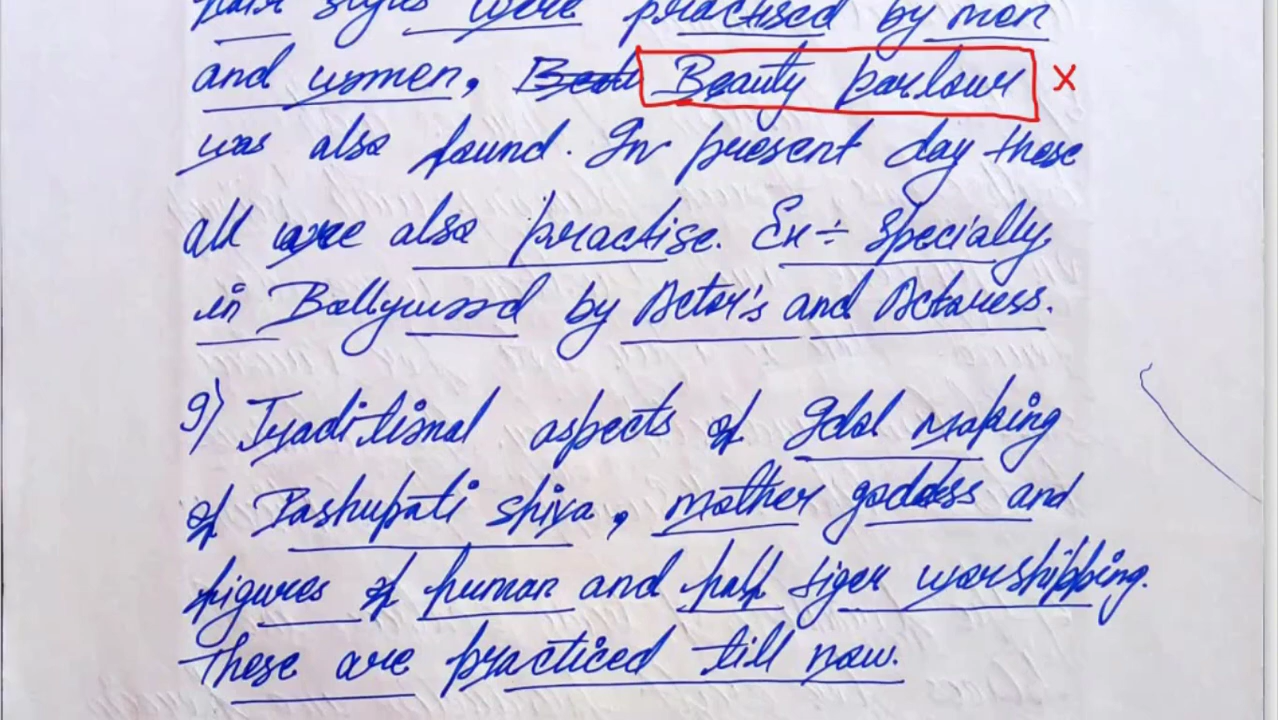 hair styles were practised by men
and women, Beauty parlour x
was also found. In present day these
all are also practise. Ex÷ specially
in Bollywood by Actor's and Actoress.
9) Traditional aspects of Idol making
of Pashupati shiva, mother goddess and
figures of human and half tiger worshipping.
These are practiced till now.